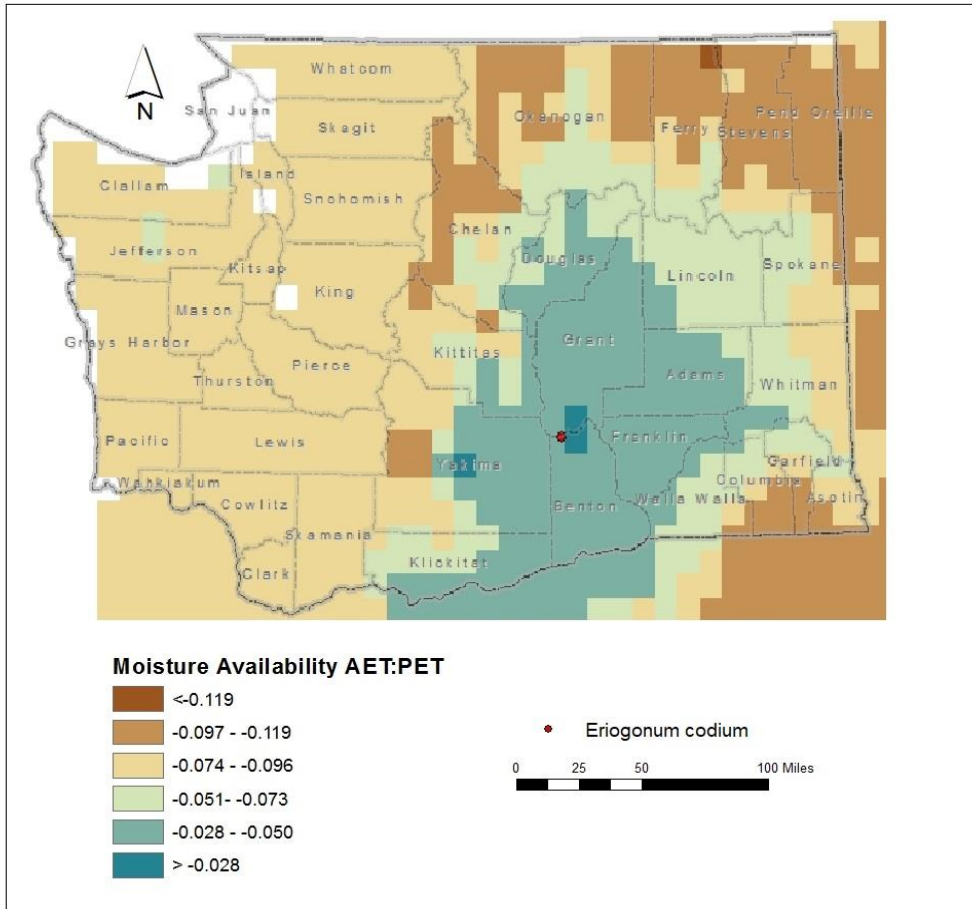 N
Whatcom
San Juan
Skagit
Okanogan
Ferry
Stevens
Pend Oreille
Clallam
Island
Snohomish
Chelan
Jefferson
Kitsap
Douglas
Lincoln
Spokane
King
Mason
Grays Harbor
Grant
Kittitas
Pierce
Thurston
Adams
Whitman
Pacific
Lewis
Yakima
Franklin
Garfield
Wahkiakum
Columbia
Asotin
Cowlitz
Walla Walla
Benton
Skamania
Klickitat
Clark
Moisture Availability AET:PET
<-0.119
-0.097 - -0.119
-0.074 - -0.096
-0.051- -0.073
-0.028 - -0.050
> -0.028
Eriogonum codium
0 25 50 100 Miles